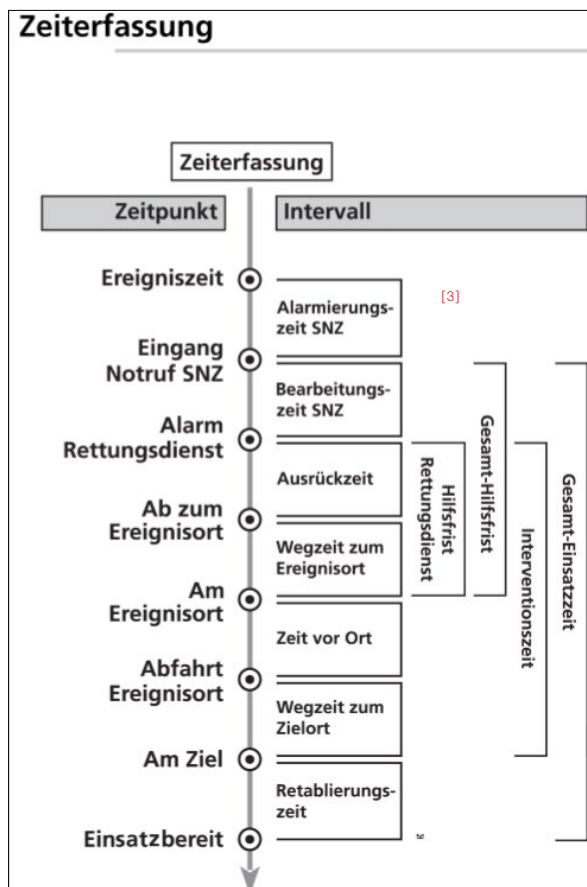 Zeiterfassung
Zeiterfassung
Zeitpunkt
Intervall
Ereigniszeit
Alarmierungs-
zeit SNZ
[3]
Eingang
Notruf SNZ
Bearbeitungs-
zeit SNZ
Alarm
Rettungsdienst
Ausrückzeit
Ab zum
Ereignisort
Wegzeit zum
Ereignisort
Am
Ereignisort
Zeit vor Ort
Abfahrt
Ereignisort
Wegzeit zum
Zielort
Am Ziel
Retablierungs-
zeit
Einsatzbereit
Hilfsfrist
Rettungsdienst
Gesamt-Hilfsfrist
Interventionszeit
Gesamt-Einsatzzeit